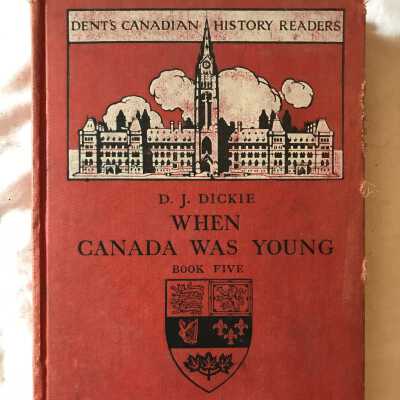 DENT'S CANADIAN HISTORY READERS
D. J. DICKIE
WHEN
CANADA WAS YOUNG
BOOK FIVE